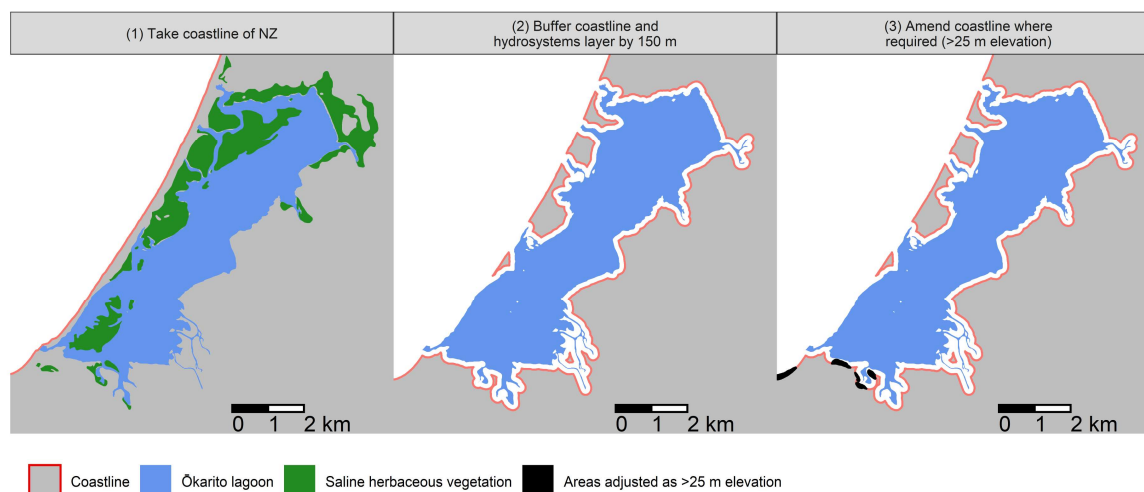 (1) Take coastline of NZ
(2) Buffer coastline and
hydrosystems layer by 150 m
(3) Amend coastline where
required (>25 m elevation)
0 1 2 km
0 1 2 km
0 1 2 km
Coastline
Ōkarito lagoon
Saline herbaceous vegetation
Areas adjusted as >25 m elevation